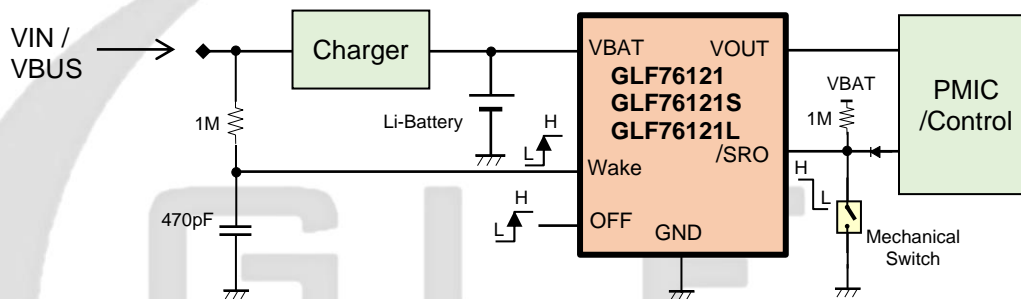 VIN /
VBUS
Charger
VBAT
VOUT
GLF76121
GLF76121S
GLF76121L
/SRO
Wake
OFF
GND
1M
470pF
Li-Battery
H
L
H
L
VBAT
1M
H
L
Mechanical
Switch
PMIC
/Control
GLF